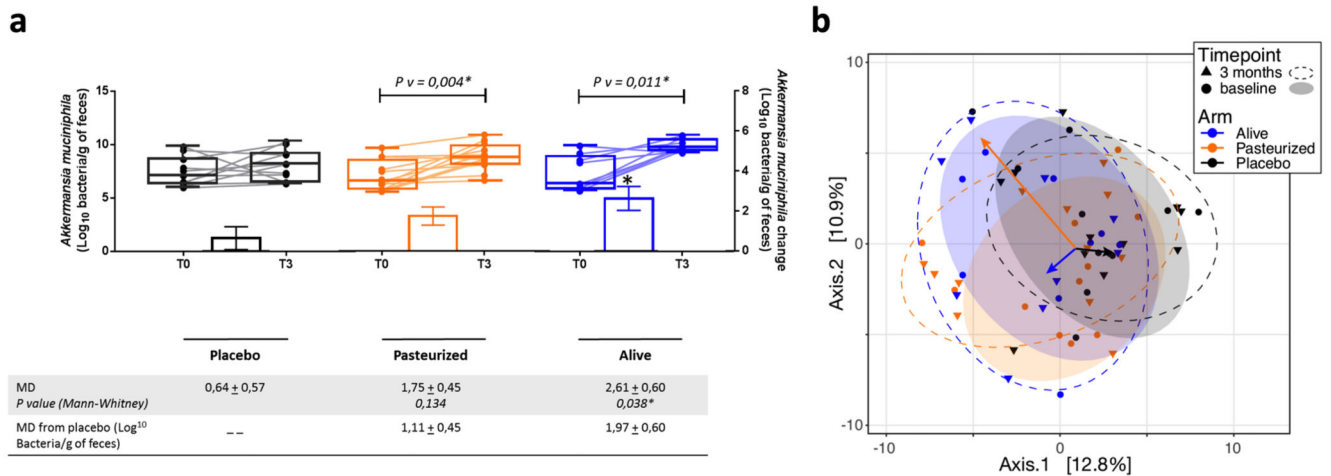 a
Akkermansia muciniphila
(Log10 bacteria/g of feces)
15
10
5
0
P v = 0,004*
P v = 0,011*
*
8
6
4
2
0
Akkermansia muciniphila change
(Log10 bacteria/g of feces)
T0 T3 T0 T3 T0 T3
Placebo Pasteurized Alive
MD 0,64 ± 0,57 1,75 ± 0,45 2,61 ± 0,60
P value (Mann-Whitney) 0,134 0,038*
MD from placebo (Log10 _ _ 1,11 ± 0,45 1,97 ± 0,60
Bacteria/g of feces)
b
Timepoint
3 months
baseline
Arm
Alive
Pasteurized
Placebo
Axis.2 [10.9%]
10
0
-10
-10 0 10
Axis.1 [12.8%]